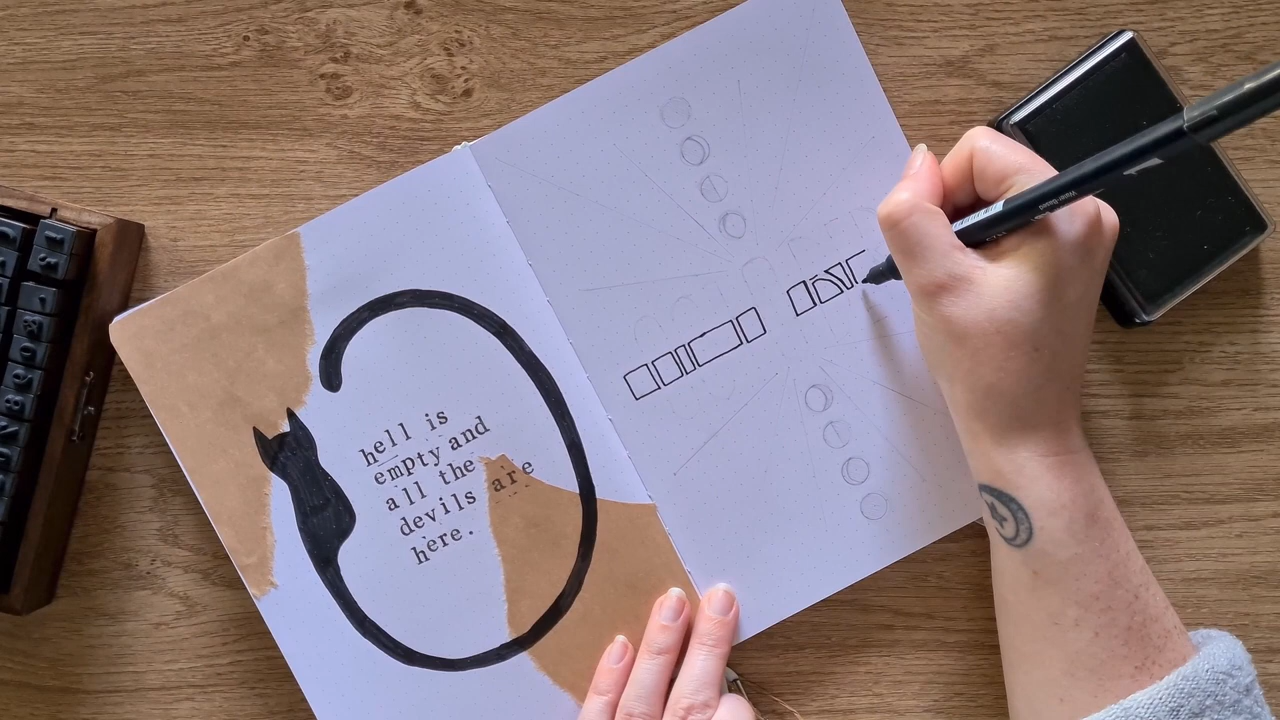 hell is
empty and
all the
devils are
here.